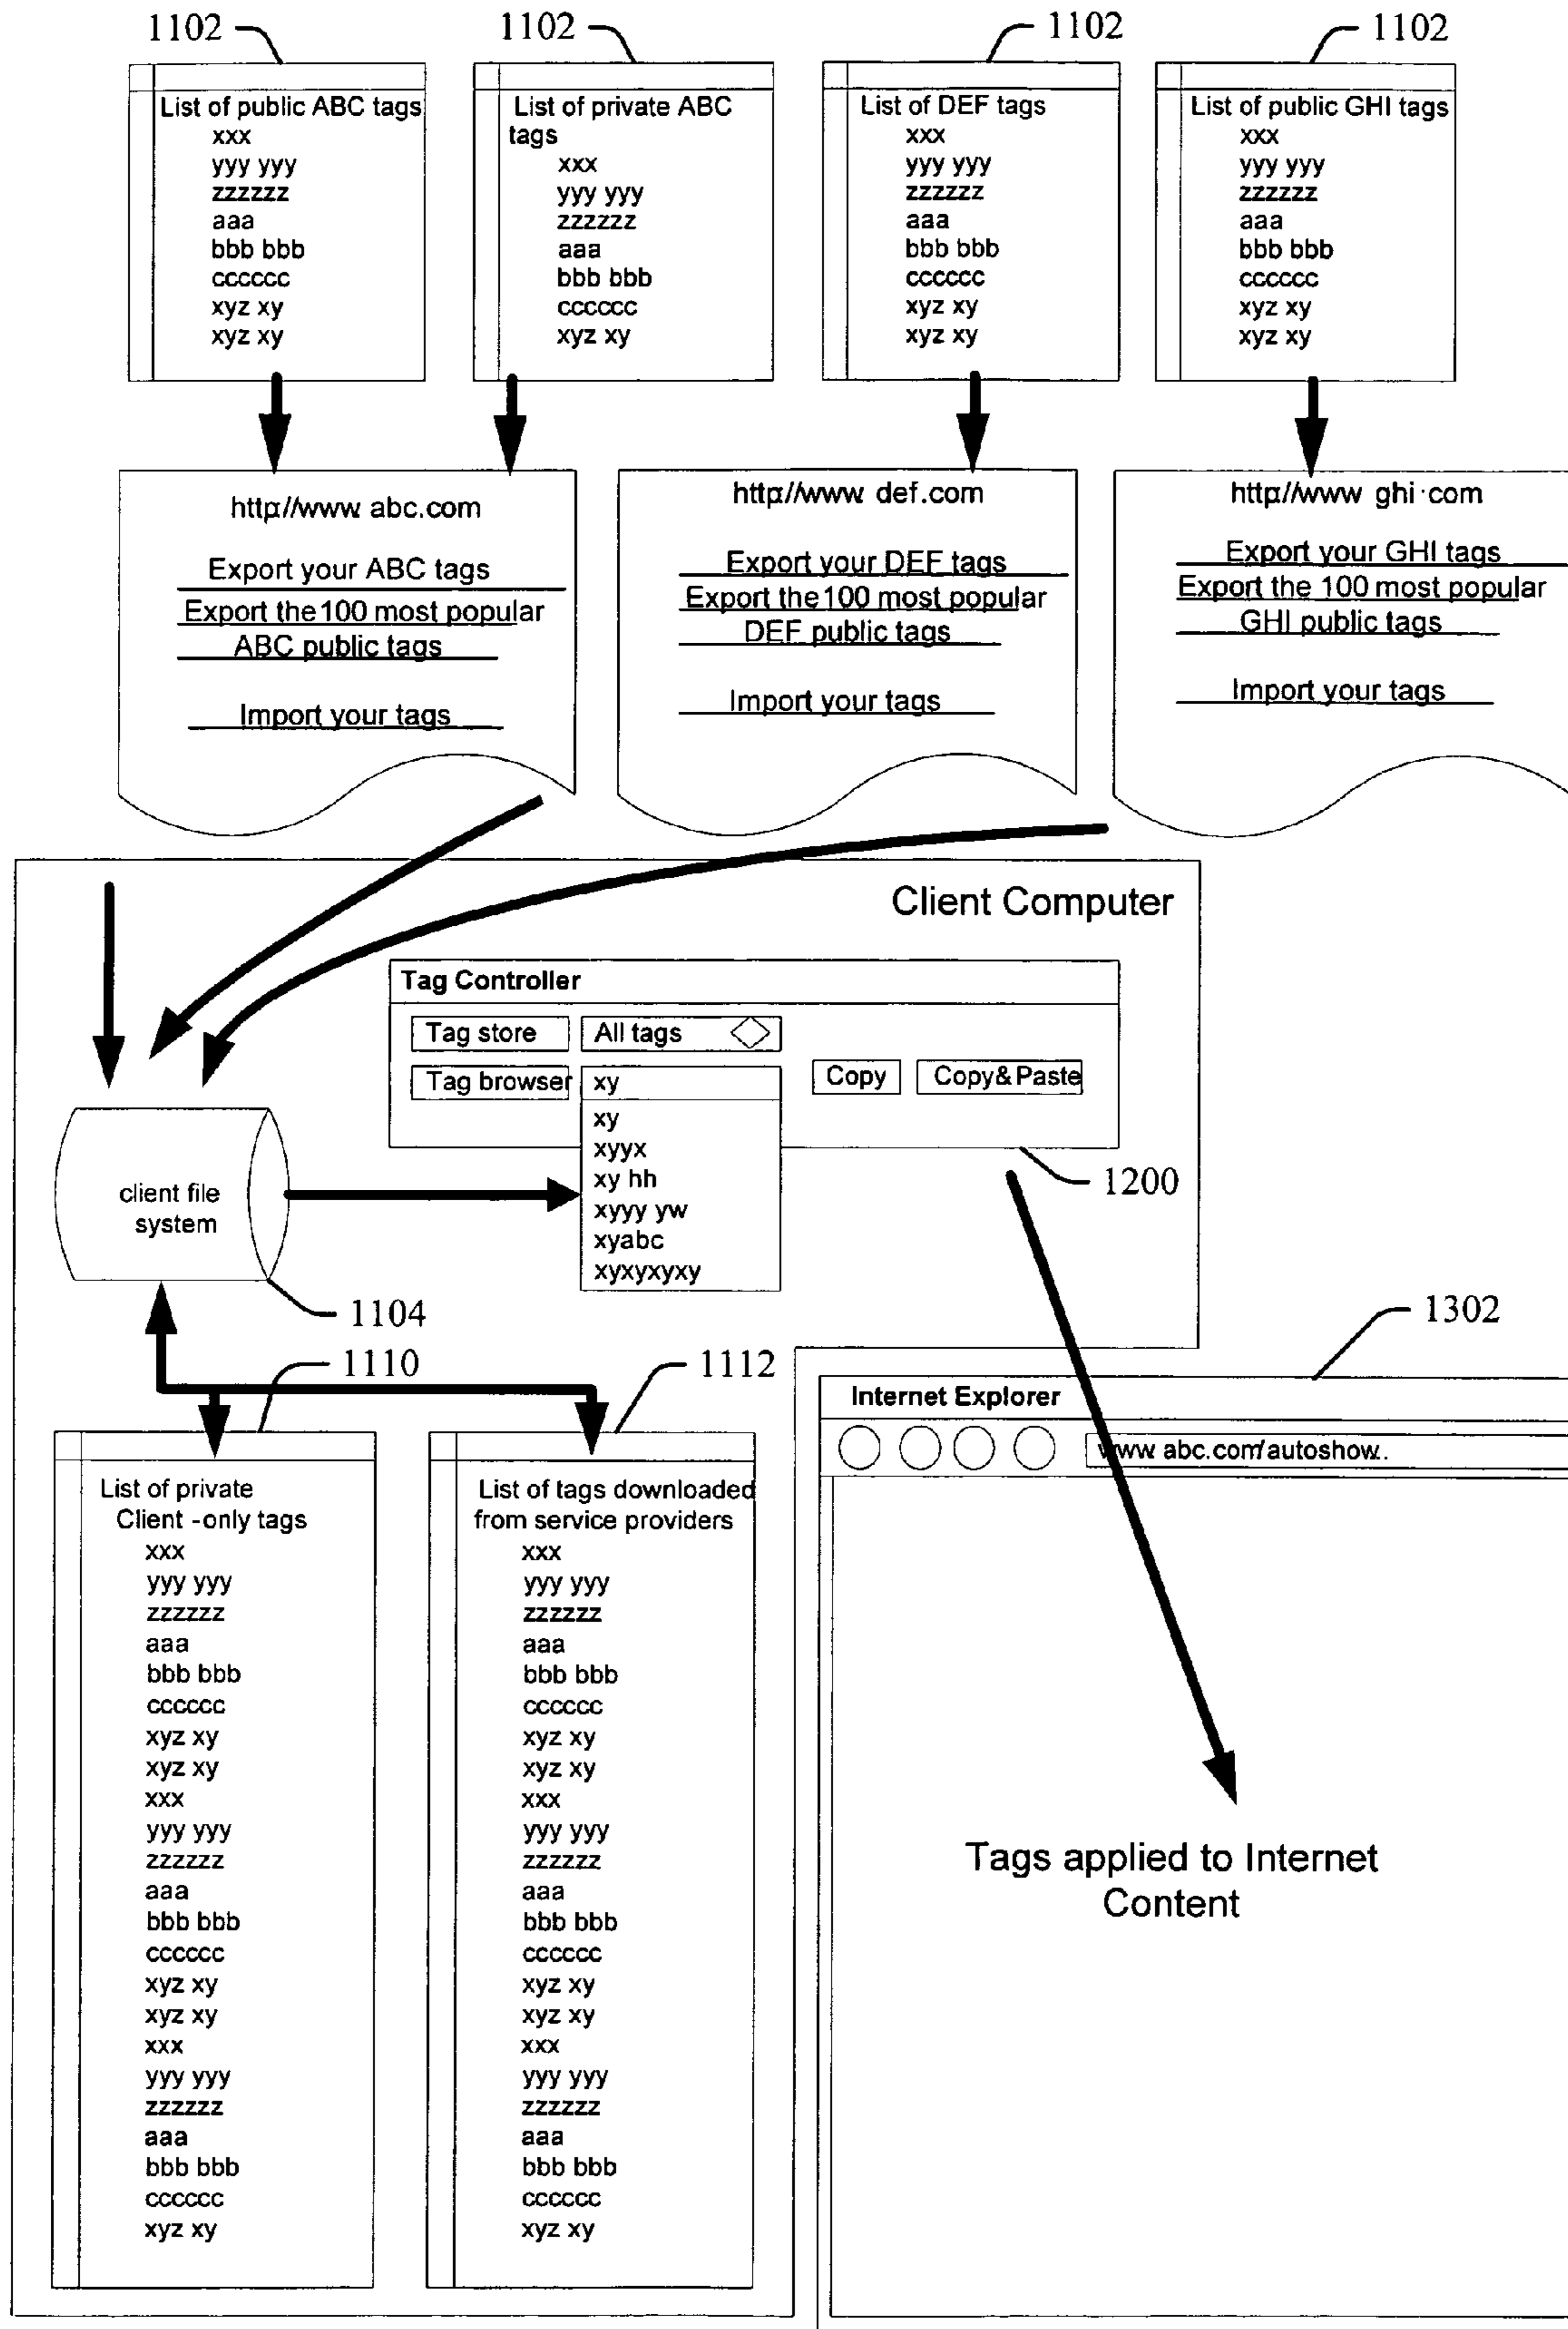 1102
1102
1102
1102
List of public ABC tags
xxx
yyy yyy
zzzzzz
aaa
bbb bbb
cccccc
xyz xy
xyz xy
List of private ABC
tags
xxx
yyy yyy
zzzzzz
aaa
bbb bbb
cccccc
xyz xy
List of DEF tags
xxx
yyy yyy
zzzzzz
aaa
bbb bbb
cccccc
xyz xy
xyz xy
List of public GHI tags
xxx
yyy yyy
zzzzzz
aaa
bbb bbb
cccccc
xyz xy
xyz xy
http://www.abc.com
Export your ABC tags
Export the 100 most popular
ABC public tags
Import your tags
http://www.def.com
Export your DEF tags
Export the 100 most popular
DEF public tags
Import your tags
http://www.ghi.com
Export your GHI tags
Export the 100 most popular
GHI public tags
Import your tags
Client Computer
Tag Controller
Tag store
All tags
Tag browser
xy
Copy
Copy&Paste
xy
xyyx
xy hh
xyyy yw
xyabc
xyxyxyxy
1200
client file
system
1104
1110
1112
1302
List of private
Client-only tags
xxx
yyy yyy
zzzzzz
aaa
bbb bbb
cccccc
xyz xy
xyz xy
xxx
yyy yyy
zzzzzz
aaa
bbb bbb
cccccc
xyz xy
xyz xy
xxx
yyy yyy
zzzzzz
aaa
bbb bbb
cccccc
xyz xy
List of tags downloaded
from service providers
xxx
yyy yyy
zzzzzz
aaa
bbb bbb
cccccc
xyz xy
xyz xy
xxx
yyy yyy
zzzzzz
aaa
bbb bbb
cccccc
xyz xy
xyz xy
xxx
yyy yyy
zzzzzz
aaa
bbb bbb
cccccc
xyz xy
Internet Explorer
www.abc.com/autoshow..
Tags applied to Internet
Content